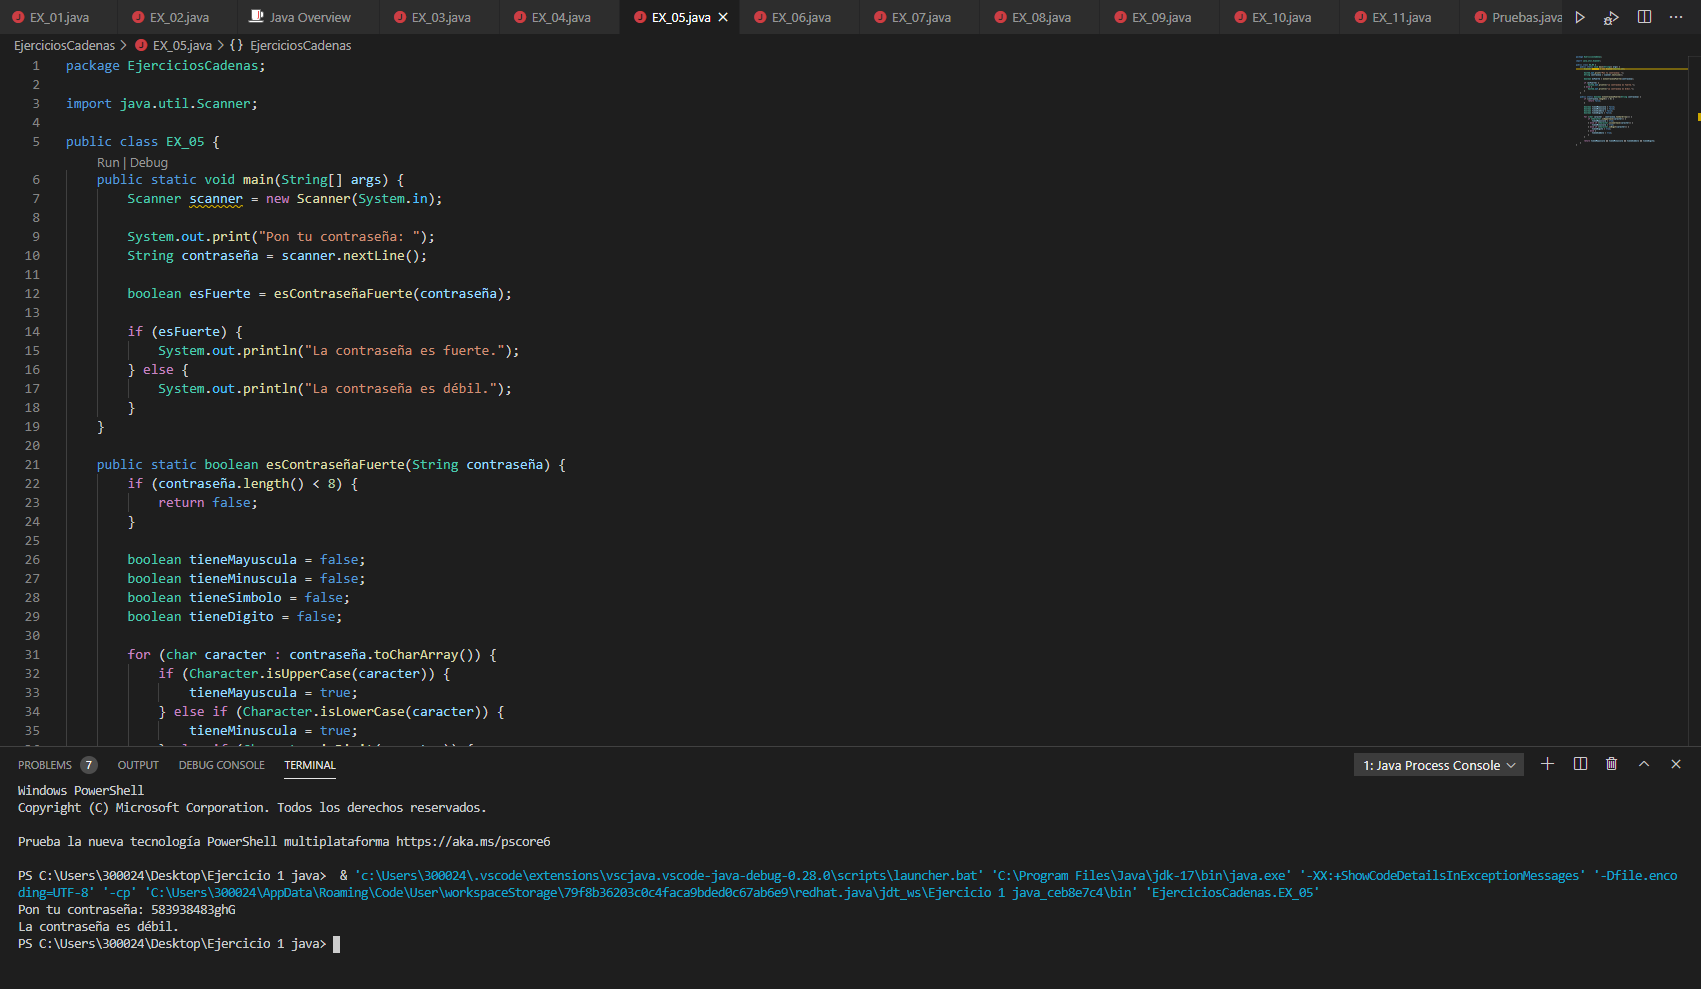 EX_01.java EX_02.java Java Overview EX_03.java EX_04.java EX_05.java EX_06.java EX_07.java EX_08.java EX_09.java EX_10.java EX_11.java Pruebas.java
EjerciciosCadenas > EX_05.java > {} EjerciciosCadenas
1 package EjerciciosCadenas;
2
3 import java.util.Scanner;
4
5 public class EX_05 {
Run | Debug
6 public static void main(String[] args) {
7 Scanner scanner = new Scanner(System.in);
8
9 System.out.print("Pon tu contraseña: ");
10 String contraseña = scanner.nextLine();
11
12 boolean esFuerte = esContraseñaFuerte(contraseña);
13
14 if (esFuerte) {
15 System.out.println("La contraseña es fuerte.");
16 } else {
17 System.out.println("La contraseña es débil.");
18 }
19 }
20
21 public static boolean esContraseñaFuerte(String contraseña) {
22 if (contraseña.length() < 8) {
23 return false;
24 }
25
26 boolean tieneMayuscula = false;
27 boolean tieneMinuscula = false;
28 boolean tieneSimbolo = false;
29 boolean tieneDigito = false;
30
31 for (char caracter : contraseña.toCharArray()) {
32 if (Character.isUpperCase(caracter)) {
33 tieneMayuscula = true;
34 } else if (Character.isLowerCase(caracter)) {
35 tieneMinuscula = true;
PROBLEMS 7 OUTPUT DEBUG CONSOLE TERMINAL 1: Java Process Console
Windows PowerShell
Copyright (C) Microsoft Corporation. Todos los derechos reservados.
Prueba la nueva tecnología PowerShell multiplataforma https://aka.ms/pscore6
PS C:\Users\300024\Desktop\Ejercicio 1 java> & 'c:\Users\300024\.vscode\extensions\vscjava.vscode-java-debug-0.28.0\scripts\launcher.bat' 'C:\Program Files\Java\jdk-17\bin\java.exe' '-XX:+ShowCodeDetailsInExceptionMessages' '-Dfile.enco
ding=UTF-8' '-cp' 'C:\Users\300024\AppData\Roaming\Code\User\workspaceStorage\79f8b36203c0c4faca9bded0c67ab6e9\redhat.java\jdt_ws\Ejercicio 1 java_ceb8e7c4\bin' 'EjerciciosCadenas.EX_05'
Pon tu contraseña: 583938483ghG
La contraseña es débil.
PS C:\Users\300024\Desktop\Ejercicio 1 java>